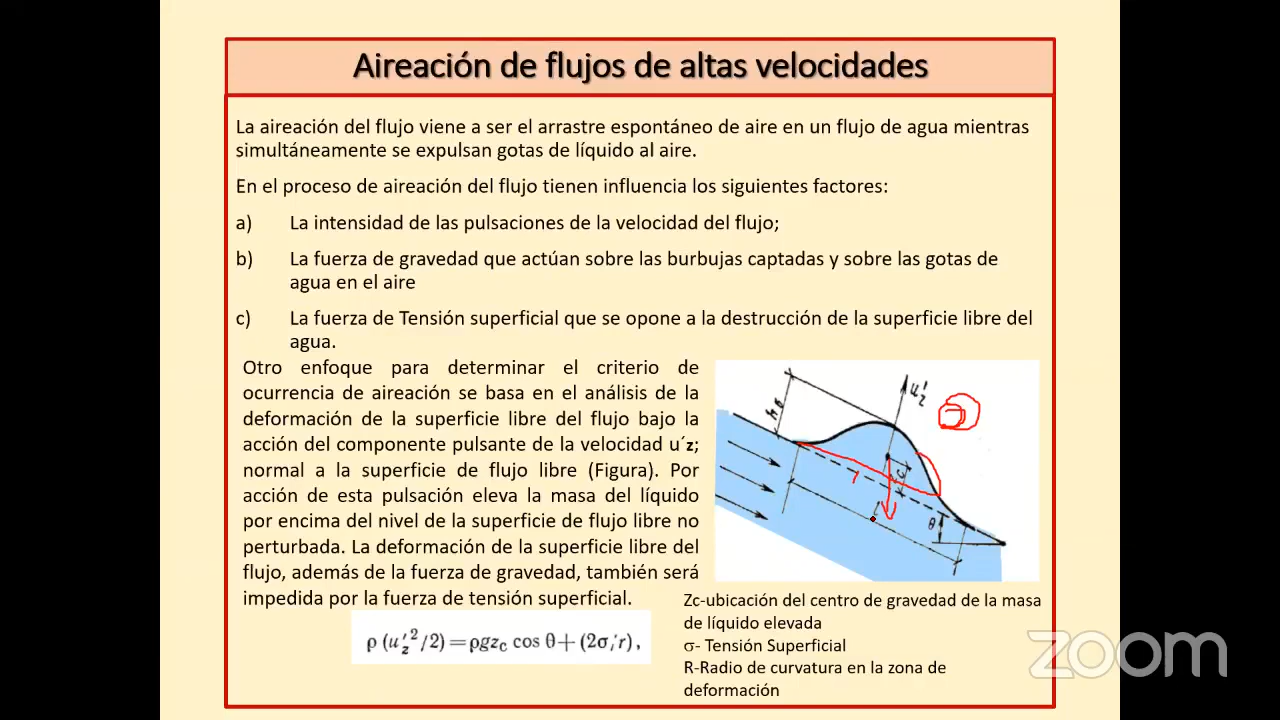 Aireación de flujos de altas velocidades
La aireación del flujo viene a ser el arrastre espontáneo de aire en un flujo de agua mientras
simultáneamente se expulsan gotas de líquido al aire.
En el proceso de aireación del flujo tienen influencia los siguientes factores:
a) La intensidad de las pulsaciones de la velocidad del flujo;
b) La fuerza de gravedad que actúan sobre las burbujas captadas y sobre las gotas de
agua en el aire
c) La fuerza de Tensión superficial que se opone a la destrucción de la superficie libre del
agua.
Otro enfoque para determinar el criterio de
ocurrencia de aireación se basa en el análisis de la
deformación de la superficie libre del flujo bajo la
acción del componente pulsante de la velocidad u´z;
normal a la superficie de flujo libre (Figura). Por
acción de esta pulsación eleva la masa del líquido
por encima del nivel de la superficie de flujo libre no
perturbada. La deformación de la superficie libre del
flujo, además de la fuerza de gravedad, también será
impedida por la fuerza de tensión superficial.
ρ (u′z²/2)=ρgzc cos θ+(2σ/r),
u'z
θ
Zc-ubicación del centro de gravedad de la masa
de líquido elevada
σ- Tensión Superficial
R-Radio de curvatura en la zona de
deformación
zoom